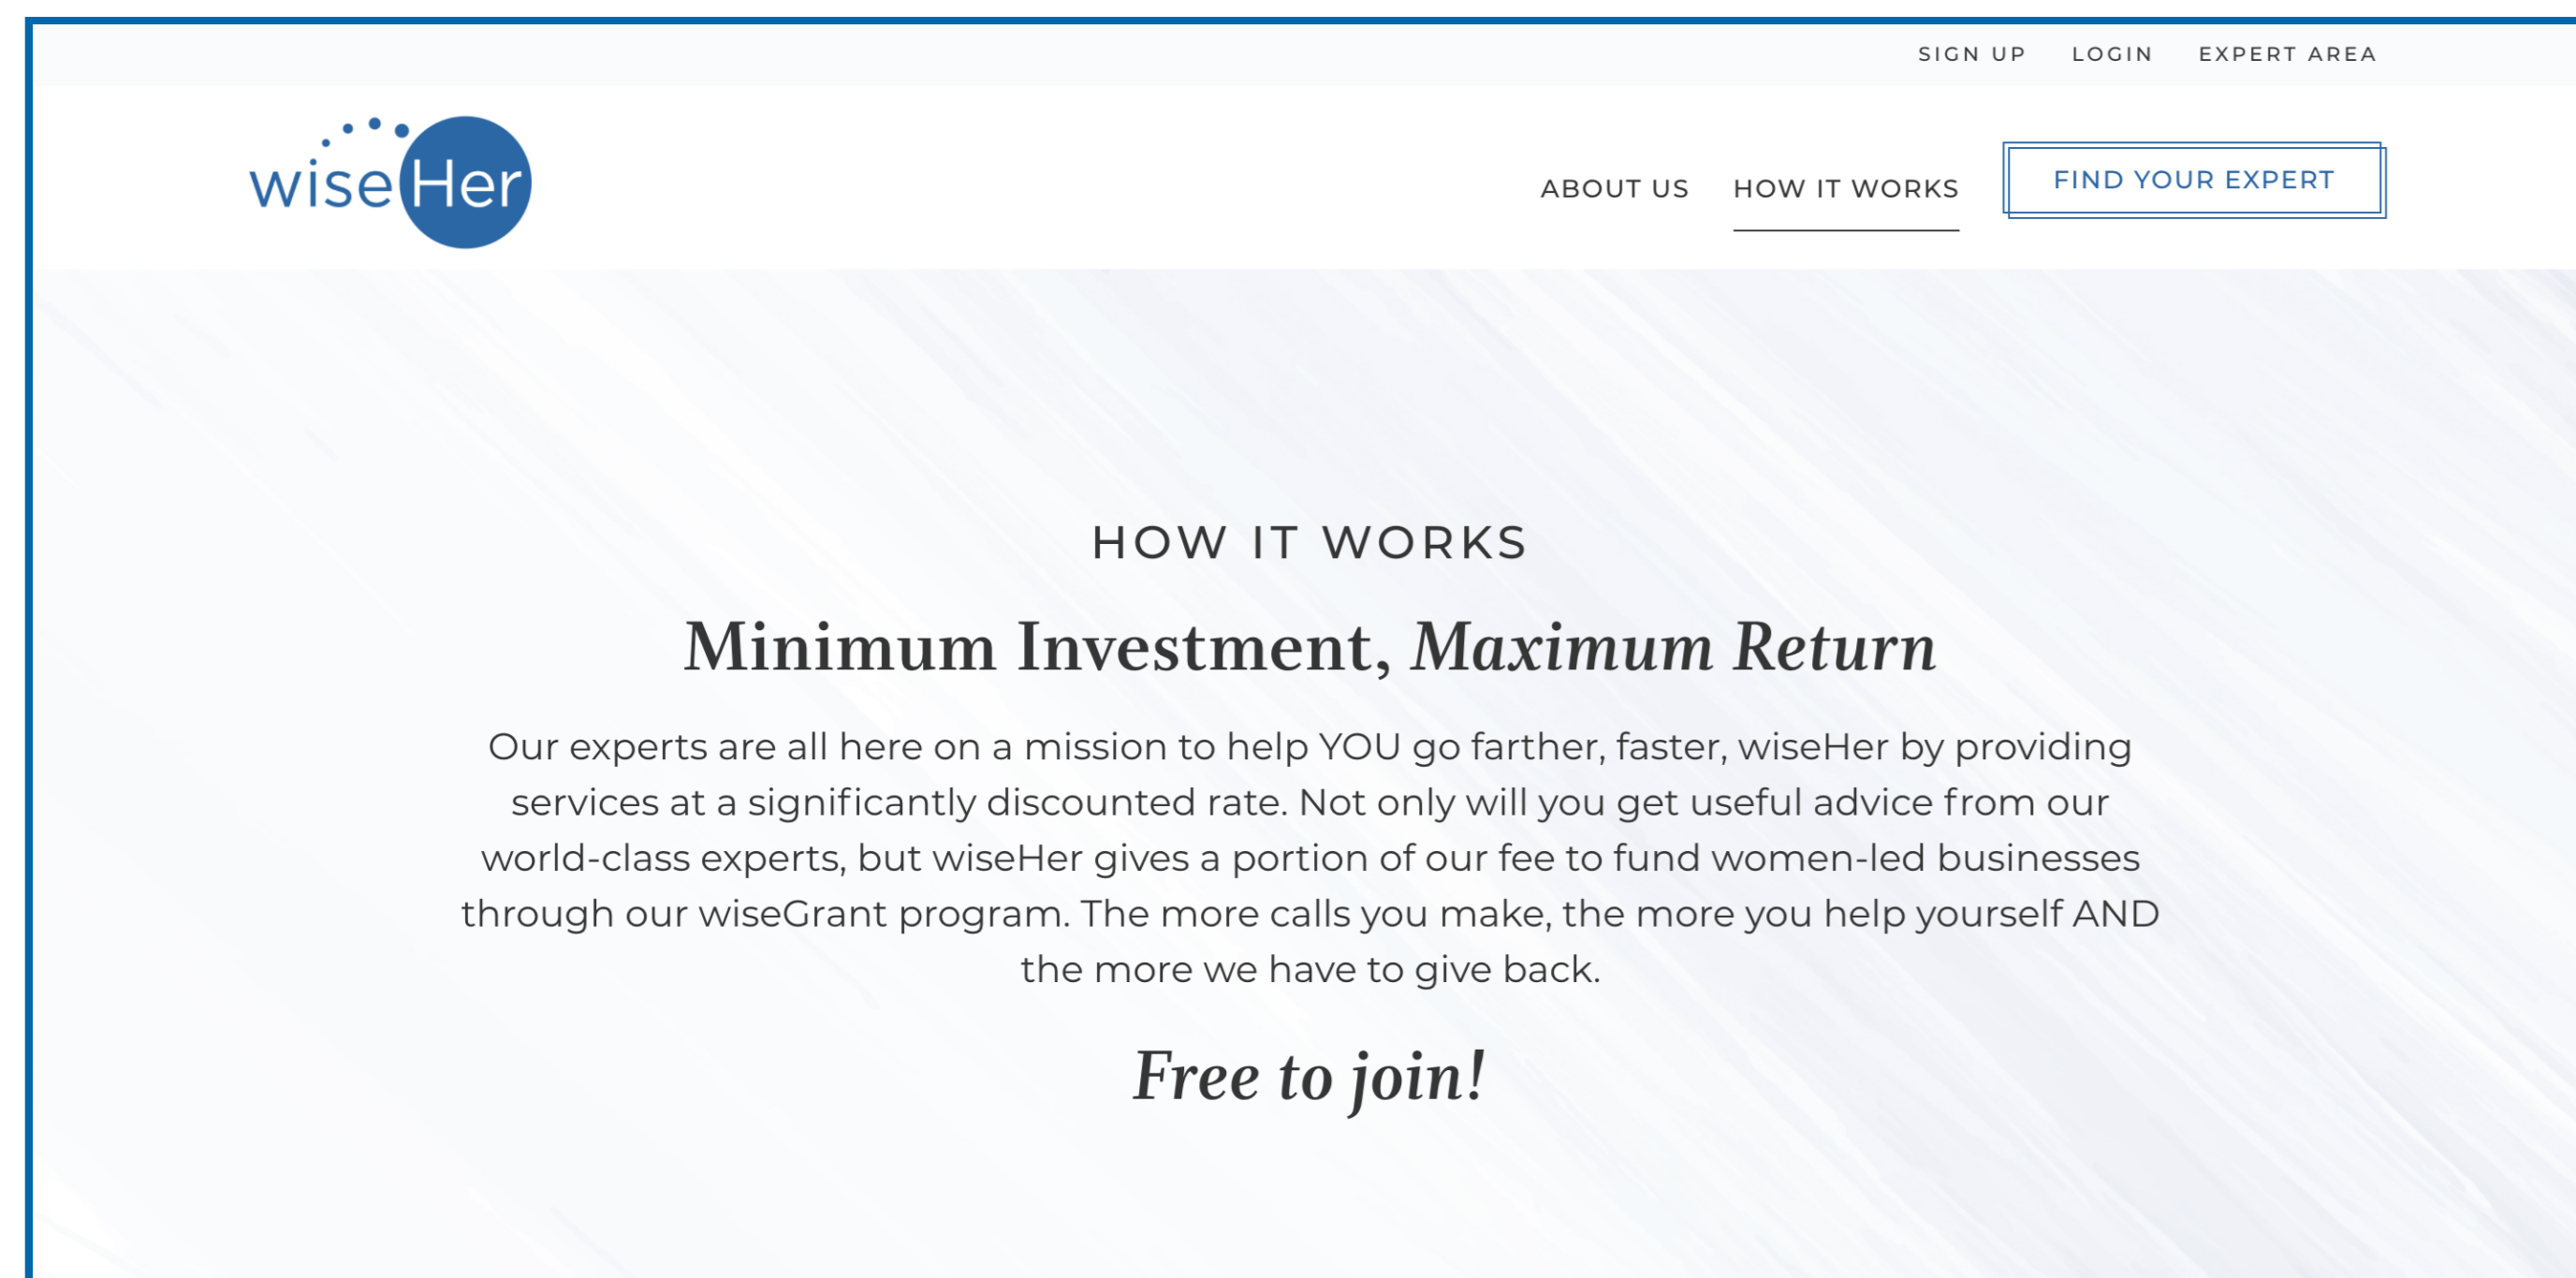 SIGN UP LOGIN EXPERT AREA
wiseHer
ABOUT US HOW IT WORKS FIND YOUR EXPERT
HOW IT WORKS
Minimum Investment, Maximum Return
Our experts are all here on a mission to help YOU go farther, faster, wiseHer by providing
services at a significantly discounted rate. Not only will you get useful advice from our
world-class experts, but wiseHer gives a portion of our fee to fund women-led businesses
through our wiseGrant program. The more calls you make, the more you help yourself AND
the more we have to give back.
Free to join!